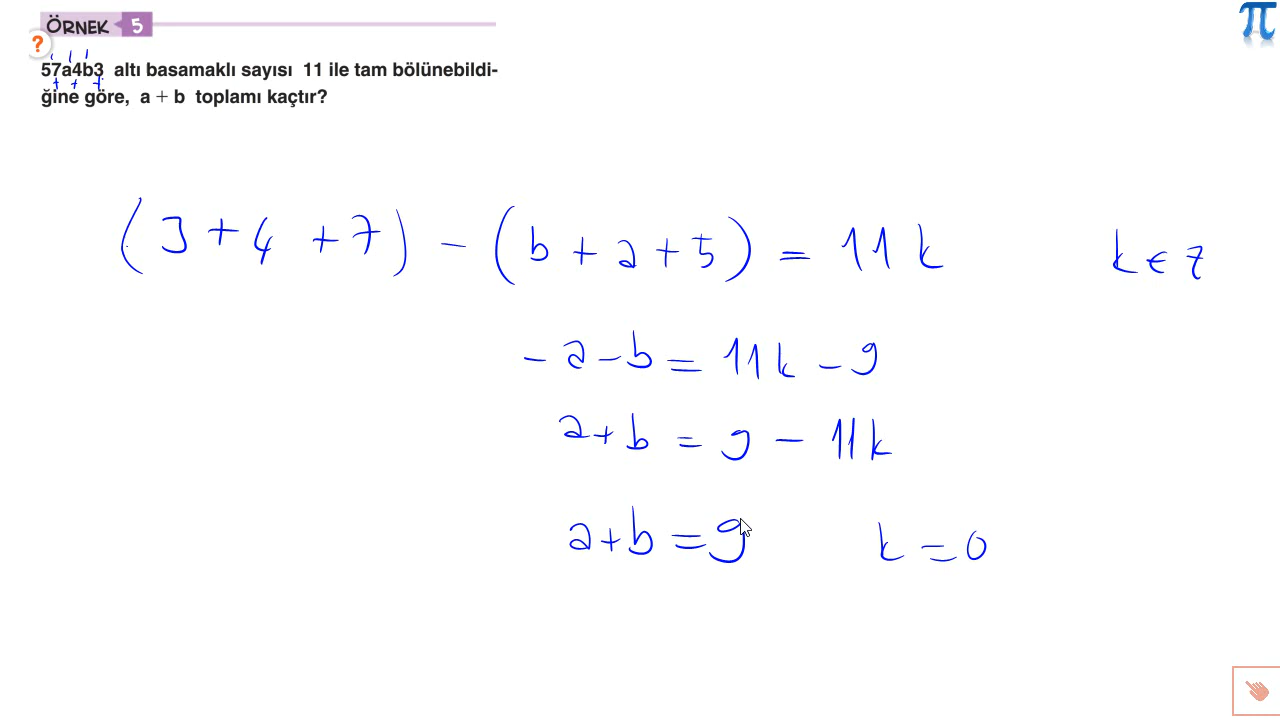 ÖRNEK 5
?
57a4b3 altı basamaklı sayısı 11 ile tam bölünebildi-
ğine göre, a + b toplamı kaçtır?
(3 + 4 + 7) - (b + a + 5) = 11k k ∈ Z
- a - b = 11k - 9
a + b = 9 - 11k
a + b = 9 k = 0
π